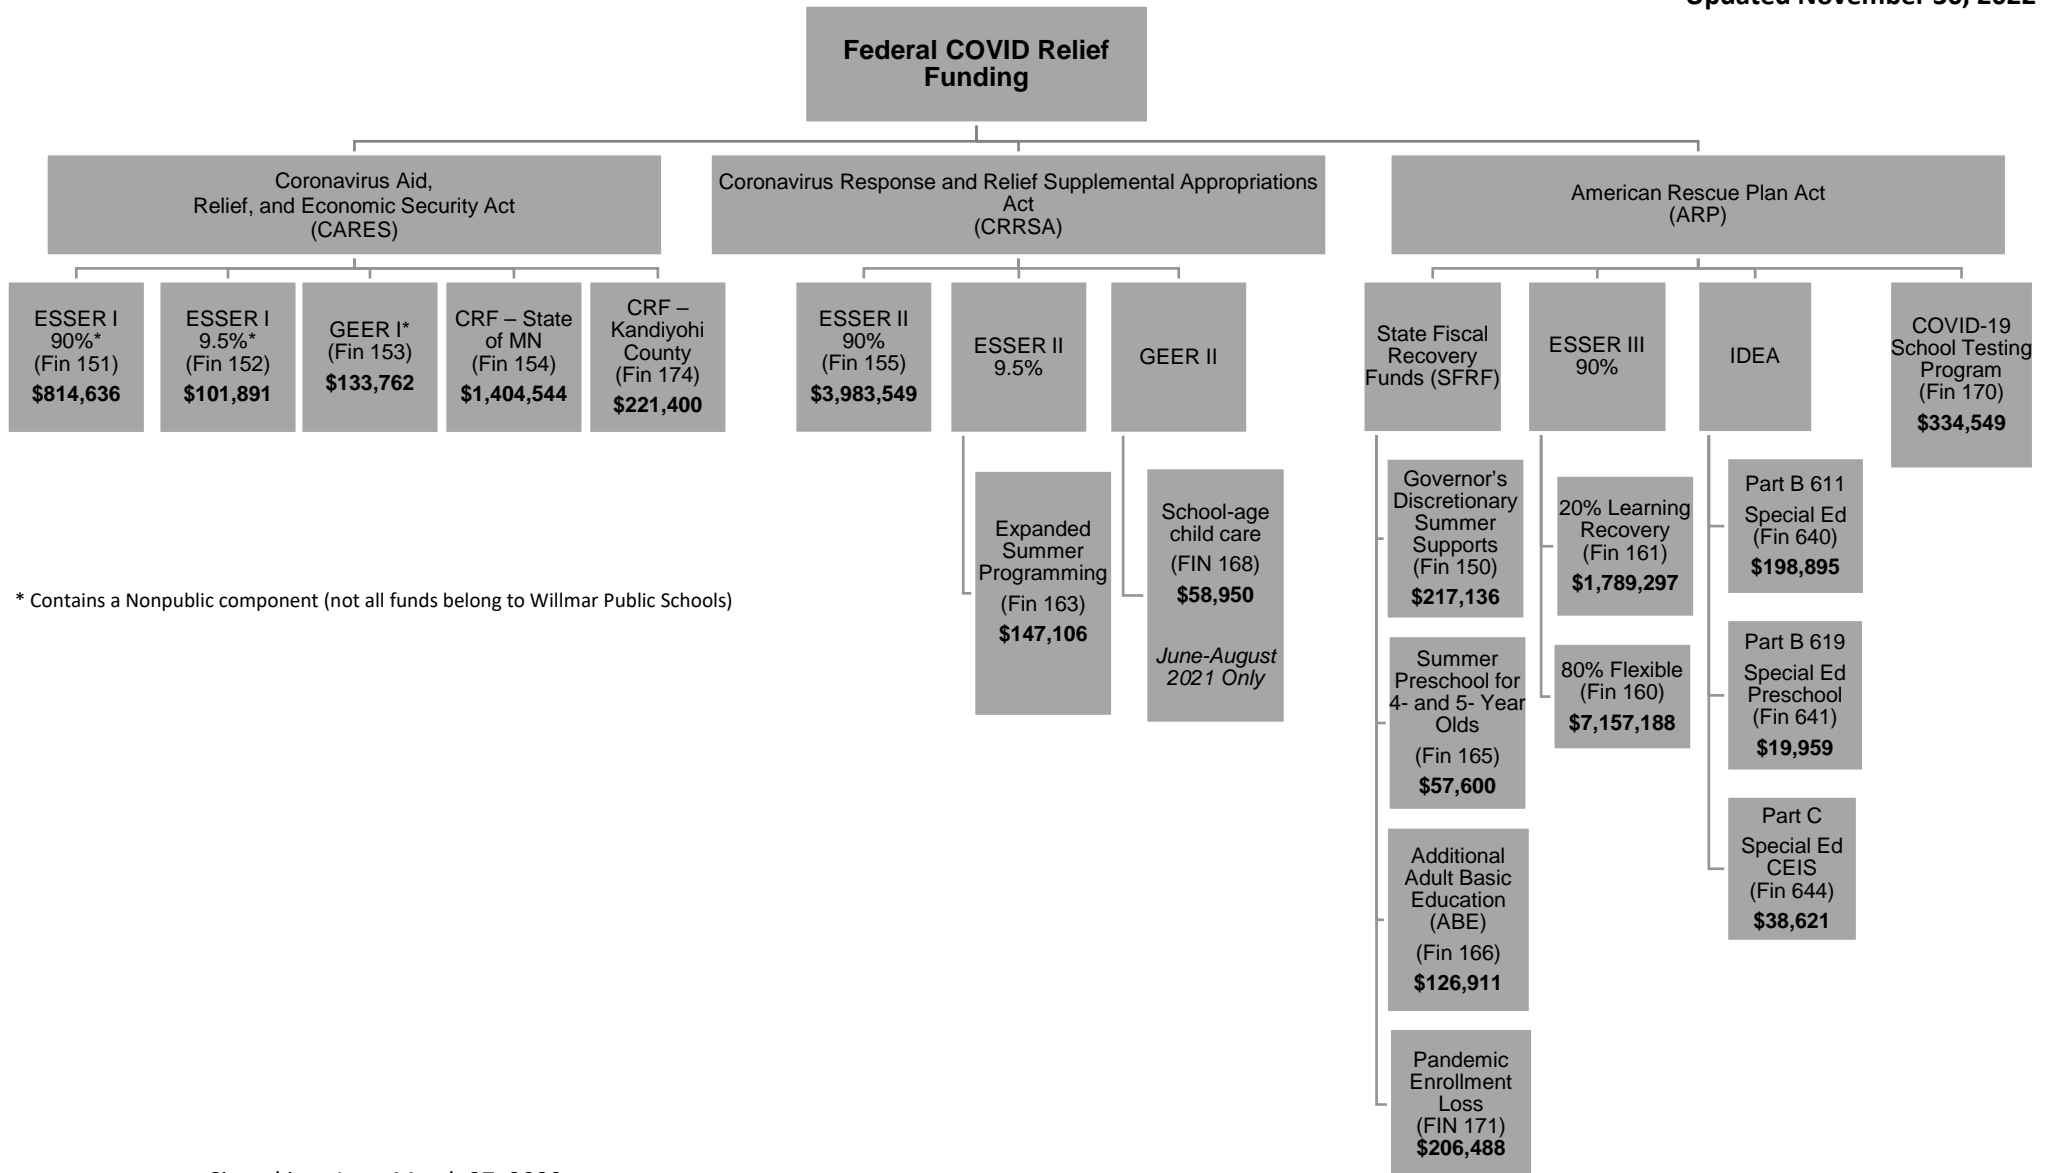 Updated November 30, 2022
Federal COVID Relief
Funding
Coronavirus Aid,
Relief, and Economic Security Act
(CARES)
Coronavirus Response and Relief Supplemental Appropriations
Act
(CRRSA)
American Rescue Plan Act
(ARP)
ESSER I
90%*
(Fin 151)
$814,636
ESSER I
9.5%*
(Fin 152)
$101,891
GEER I*
(Fin 153)
$133,762
CRF – State
of MN
(Fin 154)
$1,404,544
CRF –
Kandiyohi
County
(Fin 174)
$221,400
ESSER II
90%
(Fin 155)
$3,983,549
ESSER II
9.5%
GEER II
State Fiscal
Recovery
Funds (SFRF)
ESSER III
90%
IDEA
COVID-19
School Testing
Program
(Fin 170)
$334,549
Expanded
Summer
Programming
(Fin 163)
$147,106
School-age
child care
(FIN 168)
$58,950
June-August
2021 Only
Governor’s
Discretionary
Summer
Supports
(Fin 150)
$217,136
Summer
Preschool for
4- and 5- Year
Olds
(Fin 165)
$57,600
Additional
Adult Basic
Education
(ABE)
(Fin 166)
$126,911
Pandemic
Enrollment
Loss
(FIN 171)
$206,488
20% Learning
Recovery
(Fin 161)
$1,789,297
80% Flexible
(Fin 160)
$7,157,188
Part B 611
Special Ed
(Fin 640)
$198,895
Part B 619
Special Ed
Preschool
(Fin 641)
$19,959
Part C
Special Ed
CEIS
(Fin 644)
$38,621
* Contains a Nonpublic component (not all funds belong to Willmar Public Schools)